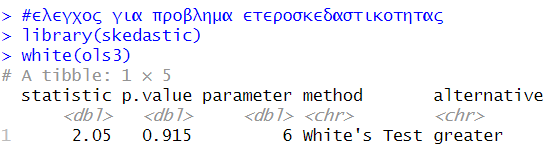 > #ελεγχος για προβλημα ετεροσκεδαστικοτητας
> library(skedastic)
> white(ols3)
# A tibble: 1 × 5
statistic p.value parameter method alternative
<dbl> <dbl> <dbl> <chr> <chr>
1 2.05 0.915 6 White's Test greater